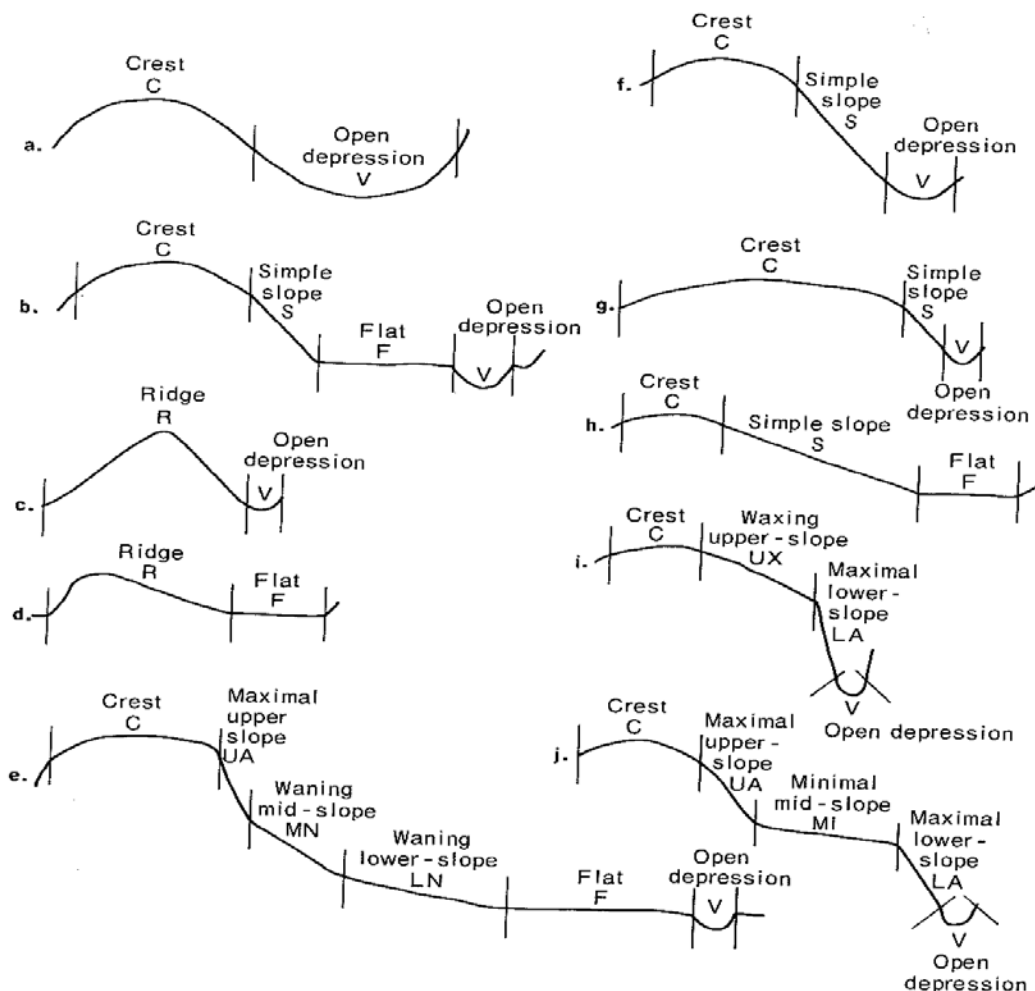 Crest
C
a.
Open
depression
V
Crest
C
Simple
slope
S
b.
Flat
F
Open
depression
V
Ridge
R
Open
depression
V
c.
Ridge
R
Flat
F
d.
Crest
C
Maximal
upper
slope
UA
e.
Waning
mid-slope
MN
Waning
lower-slope
LN
Flat
F
Open
depression
V
Crest
C
f.
Simple
slope
S
Open
depression
V
Crest
C
g.
Simple
slope
S
V
Open
depression
Crest
C
h.
Simple slope
S
Flat
F
Crest
C
i.
Waxing
upper-slope
UX
Maximal
lower-
slope
LA
V
Open depression
Crest
C
j.
Maximal
upper-
slope
UA
Minimal
mid-slope
MI
Maximal
lower-
slope
LA
V
Open
depression